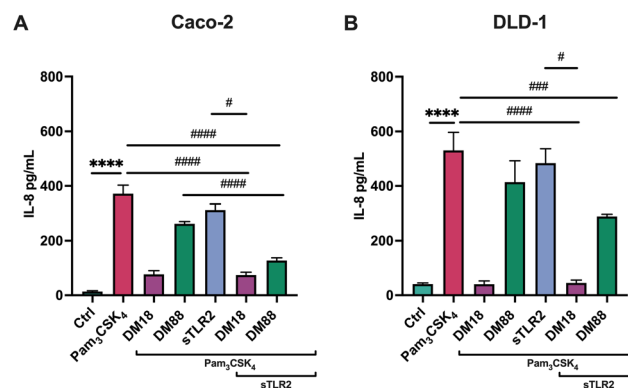 A
Caco-2
IL-8 pg/mL
800
600
400
200
0
****
####
####
####
#
Ctrl
Pam₃CSK₄
DM18
DM88
sTLR2
DM18
DM88
Pam₃CSK₄
sTLR2
B
DLD-1
IL-8 pg/mL
800
600
400
200
0
****
####
###
#
Ctrl
Pam₃CSK₄
DM18
DM88
sTLR2
DM18
DM88
Pam₃CSK₄
sTLR2